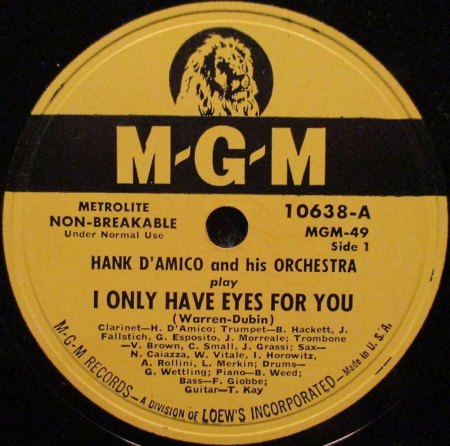 M-G-M
METROLITE
NON-BREAKABLE
Under Normal Use
10638-A
MGM-49
Side 1
HANK D'AMICO and his ORCHESTRA
play
I ONLY HAVE EYES FOR YOU
(Warren-Dubin)
Clarinet—H. D'Amico; Trumpet—B. Hackett, J.
Fallstich, G. Esposito, J. Morreale; Trombone
—V. Brown, C. Small, J. Grassi; Sax—
N. Caiazza, W. Vitale, I. Horowitz,
A. Rollini, L. Merkin; Drums—
G. Wettling; Piano—B. Weed;
Bass—F. Giobbe;
Guitar—T. Kay
M-G-M RECORDS—A DIVISION OF LOEW'S INCORPORATED—Made in U.S.A.